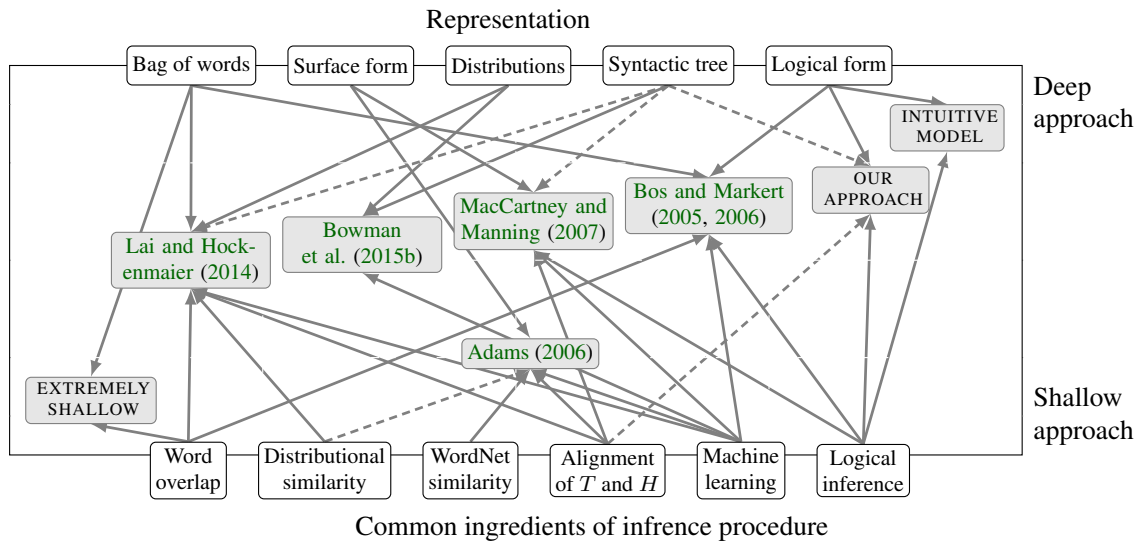 Representation
Bag of words
Surface form
Distributions
Syntactic tree
Logical form
Deep
approach
INTUITIVE
MODEL
OUR
APPROACH
Bos and Markert
(2005, 2006)
MacCartney and
Manning (2007)
Bowman
et al. (2015b)
Lai and Hock-
enmaier (2014)
Adams (2006)
EXTREMELY
SHALLOW
Shallow
approach
Word
overlap
Distributional
similarity
WordNet
similarity
Alignment
of T and H
Machine
learning
Logical
inference
Common ingredients of infrence procedure